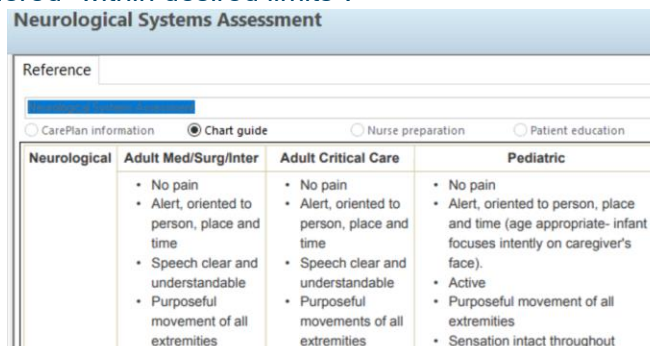 Neurological Systems Assessment
Reference
Neurological Systems Assessment
CarePlan information
Chart guide
Nurse preparation
Patient education
Neurological
Adult Med/Surg/Inter
Adult Critical Care
Pediatric
• No pain
• Alert, oriented to
person, place and
time
• Speech clear and
understandable
• Purposeful
movement of all
extremities
• No pain
• Alert, oriented to
person, place and
time
• Speech clear and
understandable
• Purposeful
movements of all
extremities
• No pain
• Alert, oriented to person, place
and time (age appropriate- infant
focuses intently on caregiver's
face).
• Active
• Purposeful movement of all
extremities
• Sensation intact throughout